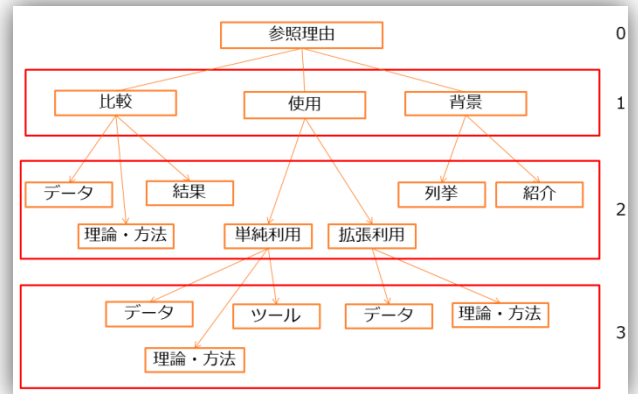 参照理由
0
比較
使用
背景
1
データ
結果
列挙
紹介
理論・方法
単純利用
拡張利用
2
データ
ツール
データ
理論・方法
理論・方法
3